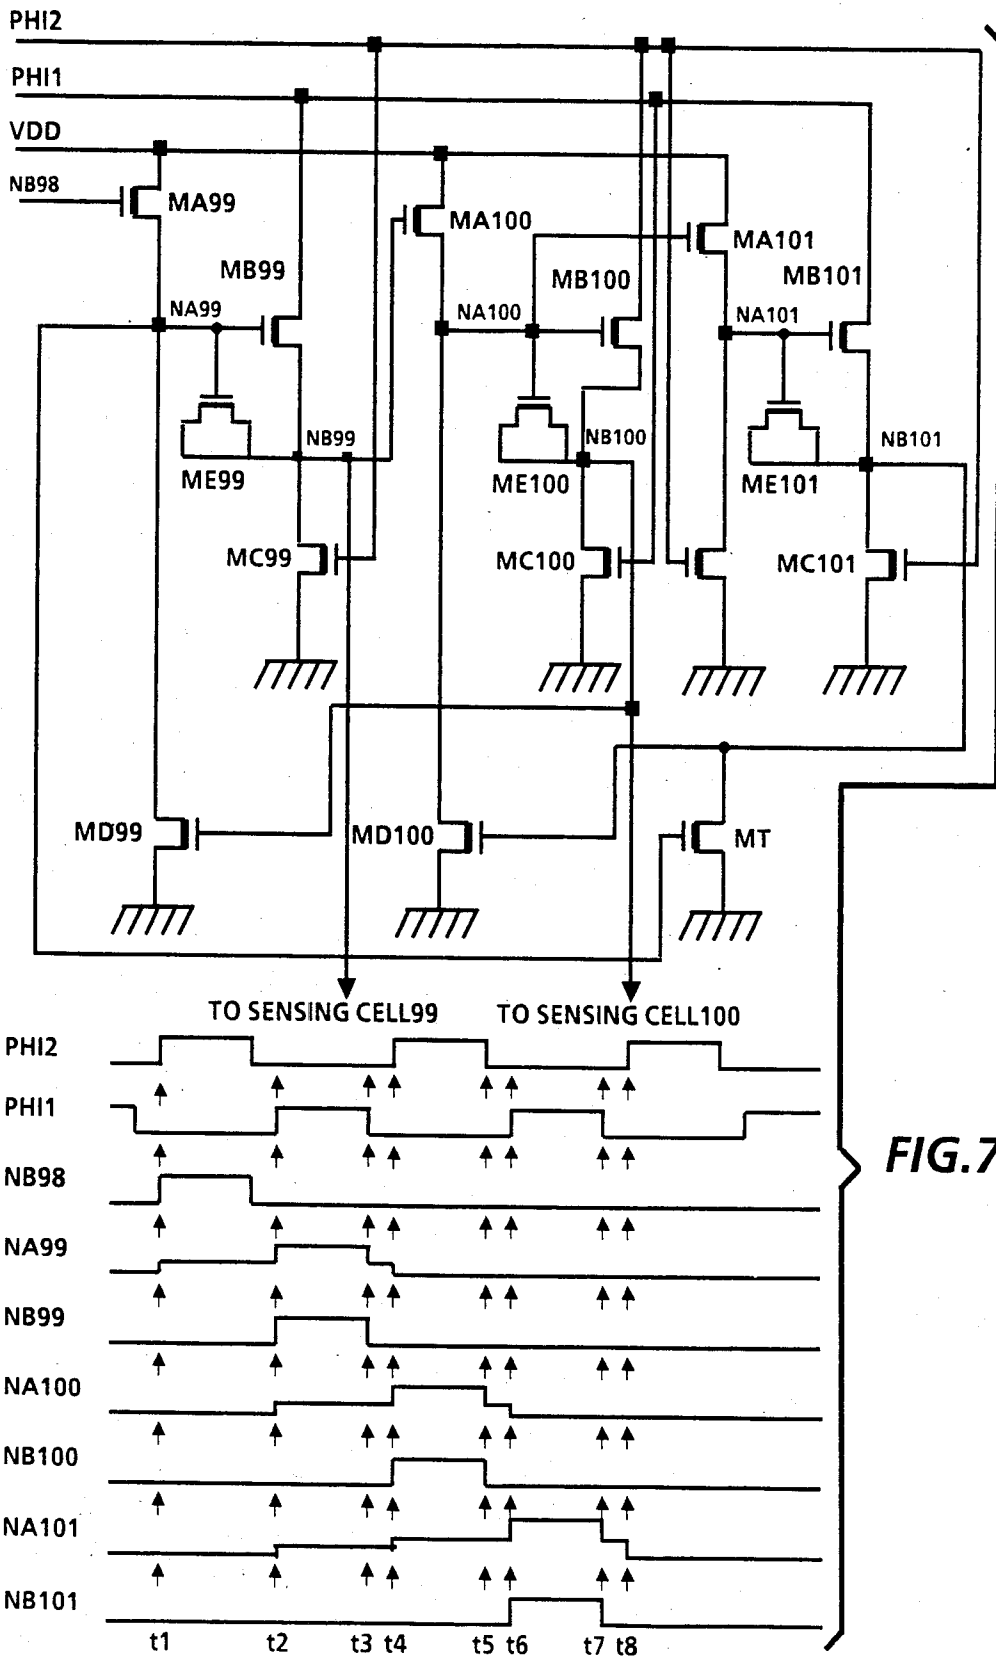 PHI2
PHI1
VDD
NB98
MA99
MA100
MA101
MB99
MB100
MB101
NA99
NA100
NA101
NB99
NB100
NB101
ME99
ME100
ME101
MC99
MC100
MC101
MD99
MD100
MT
TO SENSING CELL99
TO SENSING CELL100
PHI2
PHI1
NB98
NA99
NB99
NA100
NB100
NA101
NB101
t1 t2 t3 t4 t5 t6 t7 t8
FIG.7